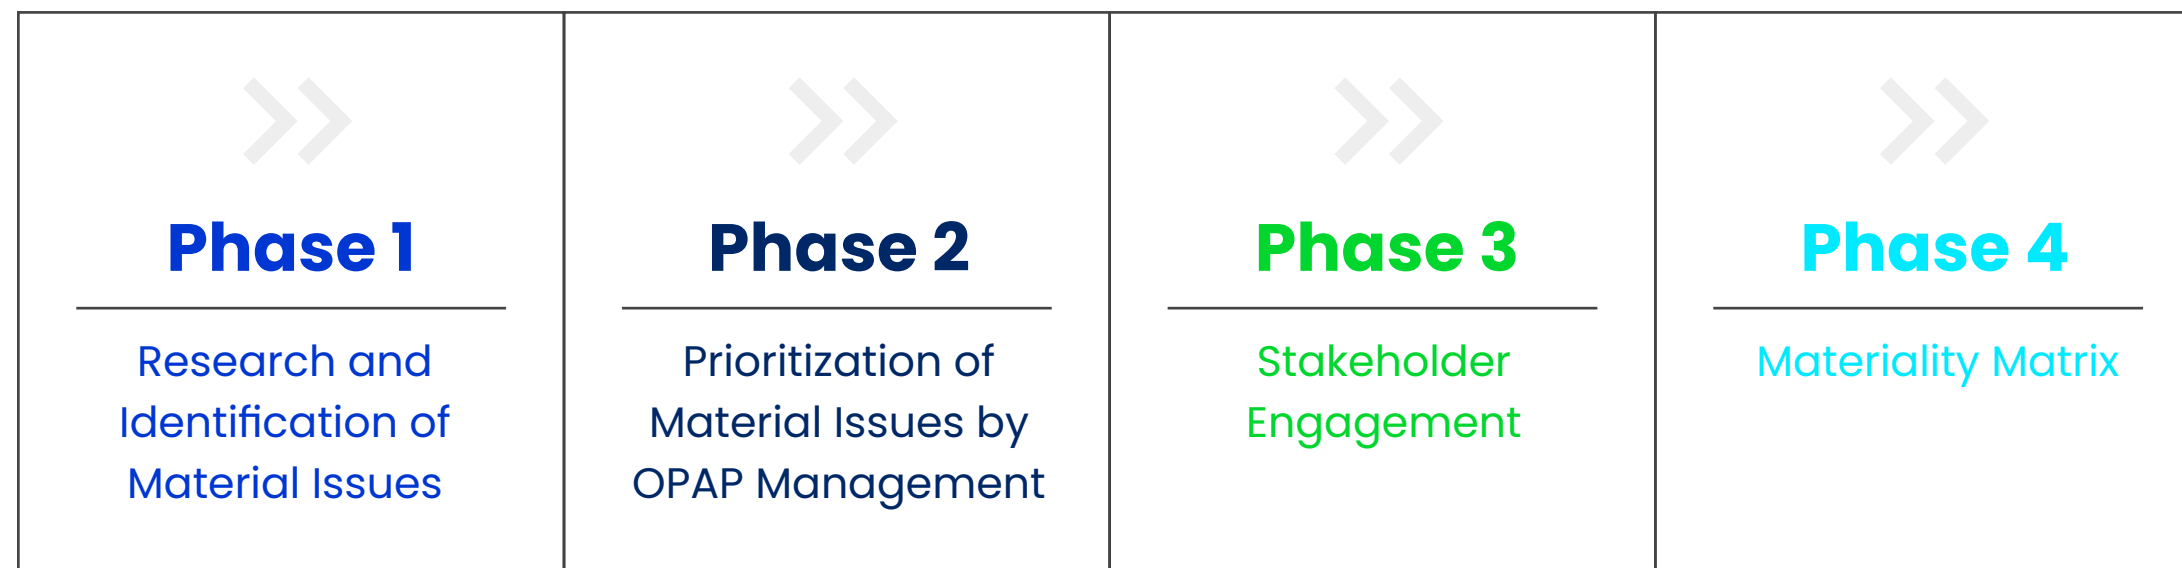 Phase 1
Research and
Identification of
Material Issues
Phase 2
Prioritization of
Material Issues by
OPAP Management
Phase 3
Stakeholder
Engagement
Phase 4
Materiality Matrix